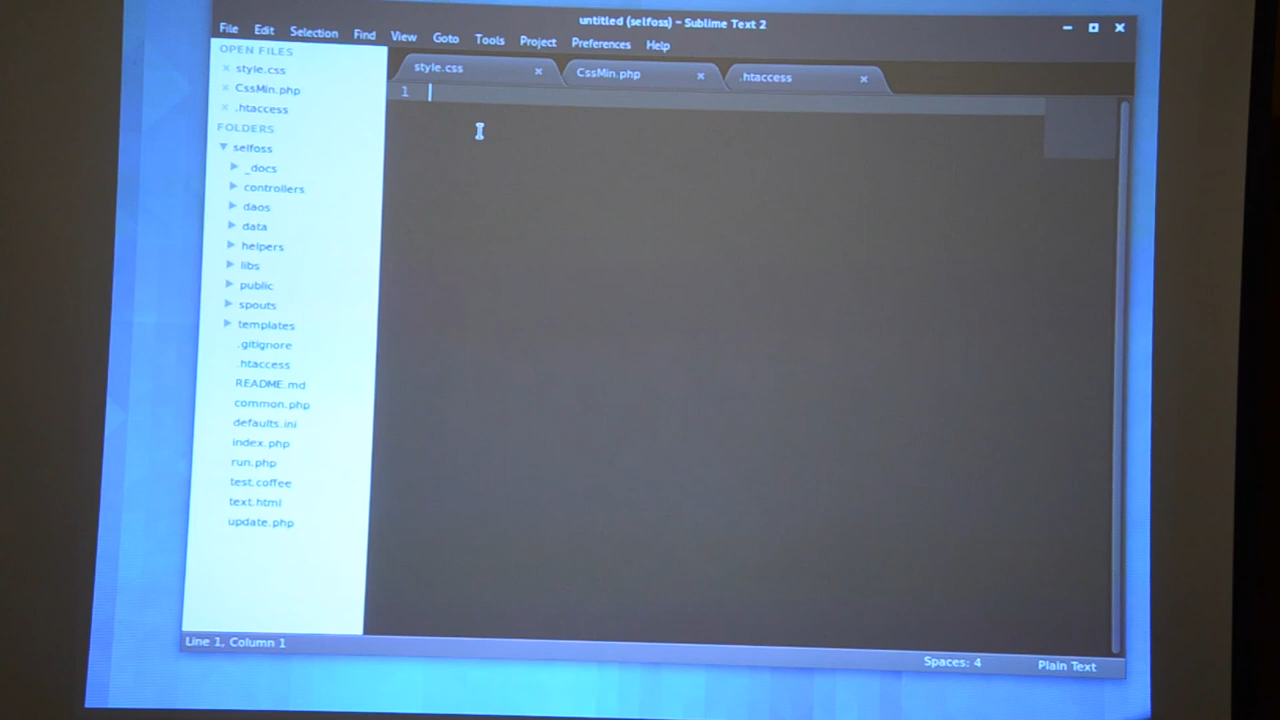 untitled (selfoss) – Sublime Text 2
File Edit Selection Find View Goto Tools Project Preferences Help
OPEN FILES
style.css
CssMin.php
.htaccess
FOLDERS
selfoss
_docs
controllers
daos
data
helpers
libs
public
spouts
templates
.gitignore
.htaccess
README.md
common.php
defaults.ini
index.php
run.php
test.coffee
text.html
update.php
style.css CssMin.php .htaccess
1
Line 1, Column 1
Spaces: 4 Plain Text